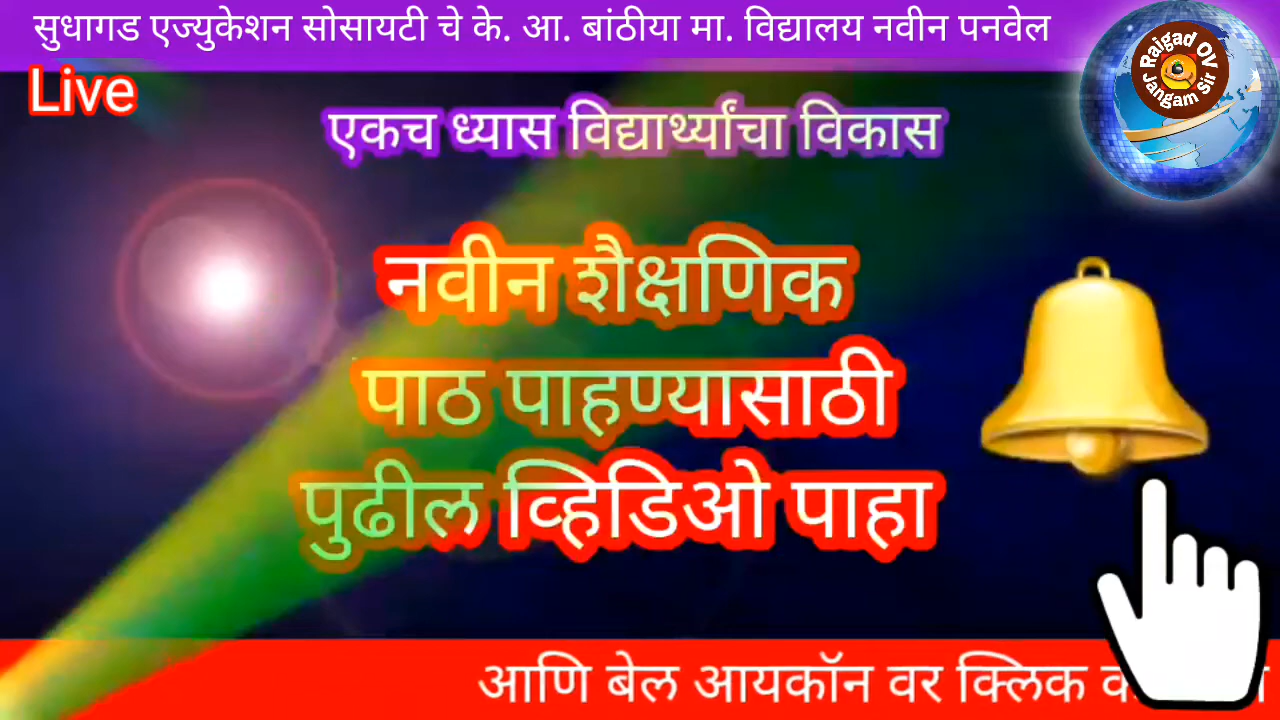 सुधागड एज्युकेशन सोसायटी चे के. आ. बांठीया मा. विद्यालय नवीन पनवेल
Raigad OV
Jangam Sir
Live
एकच ध्यास विद्यार्थ्यांचा विकास
नवीन शैक्षणिक
पाठ पाहण्यासाठी
पुढील व्हिडिओ पाहा
आणि बेल आयकॉन वर क्लिक